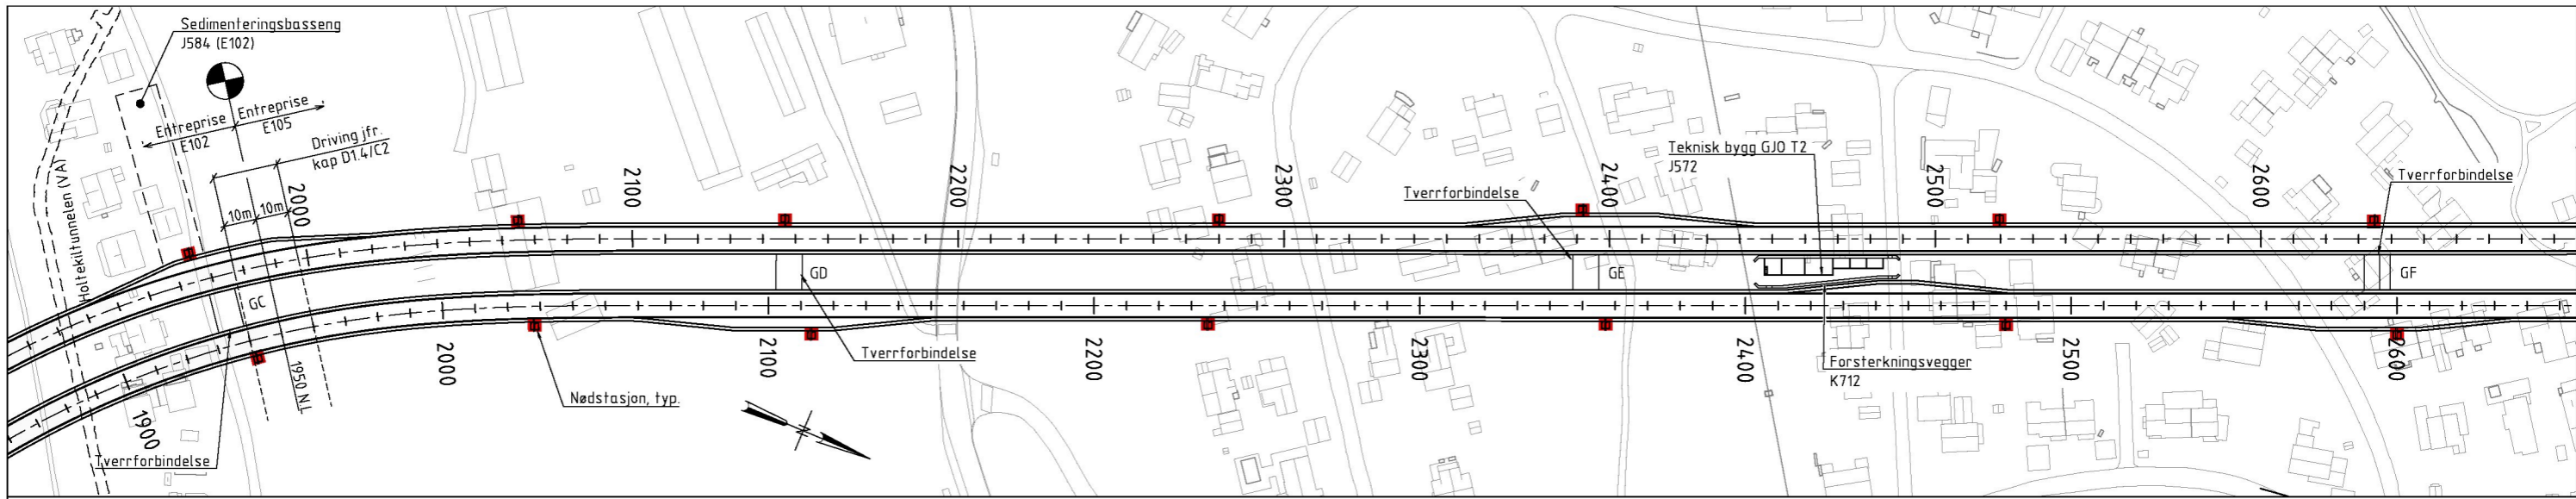 Sedimenteringsbasseng
J584 (E102)
Entreprise
E102
Entreprise
E105
Driving jfr.
kap D1.4/C2
Holtekiltunnelen (VA)
10m
10m
2000
2100
2200
2300
2400
2500
2600
Teknisk bygg GJO T2
J572
Tverrforbindelse
Tverrforbindelse
GC
GD
GE
GF
1900
1950 NL
2000
2100
2200
2300
2400
2500
2600
Tverrforbindelse
Nødstasjon, typ.
Tverrforbindelse
N
Forsterkningsvegger
K712